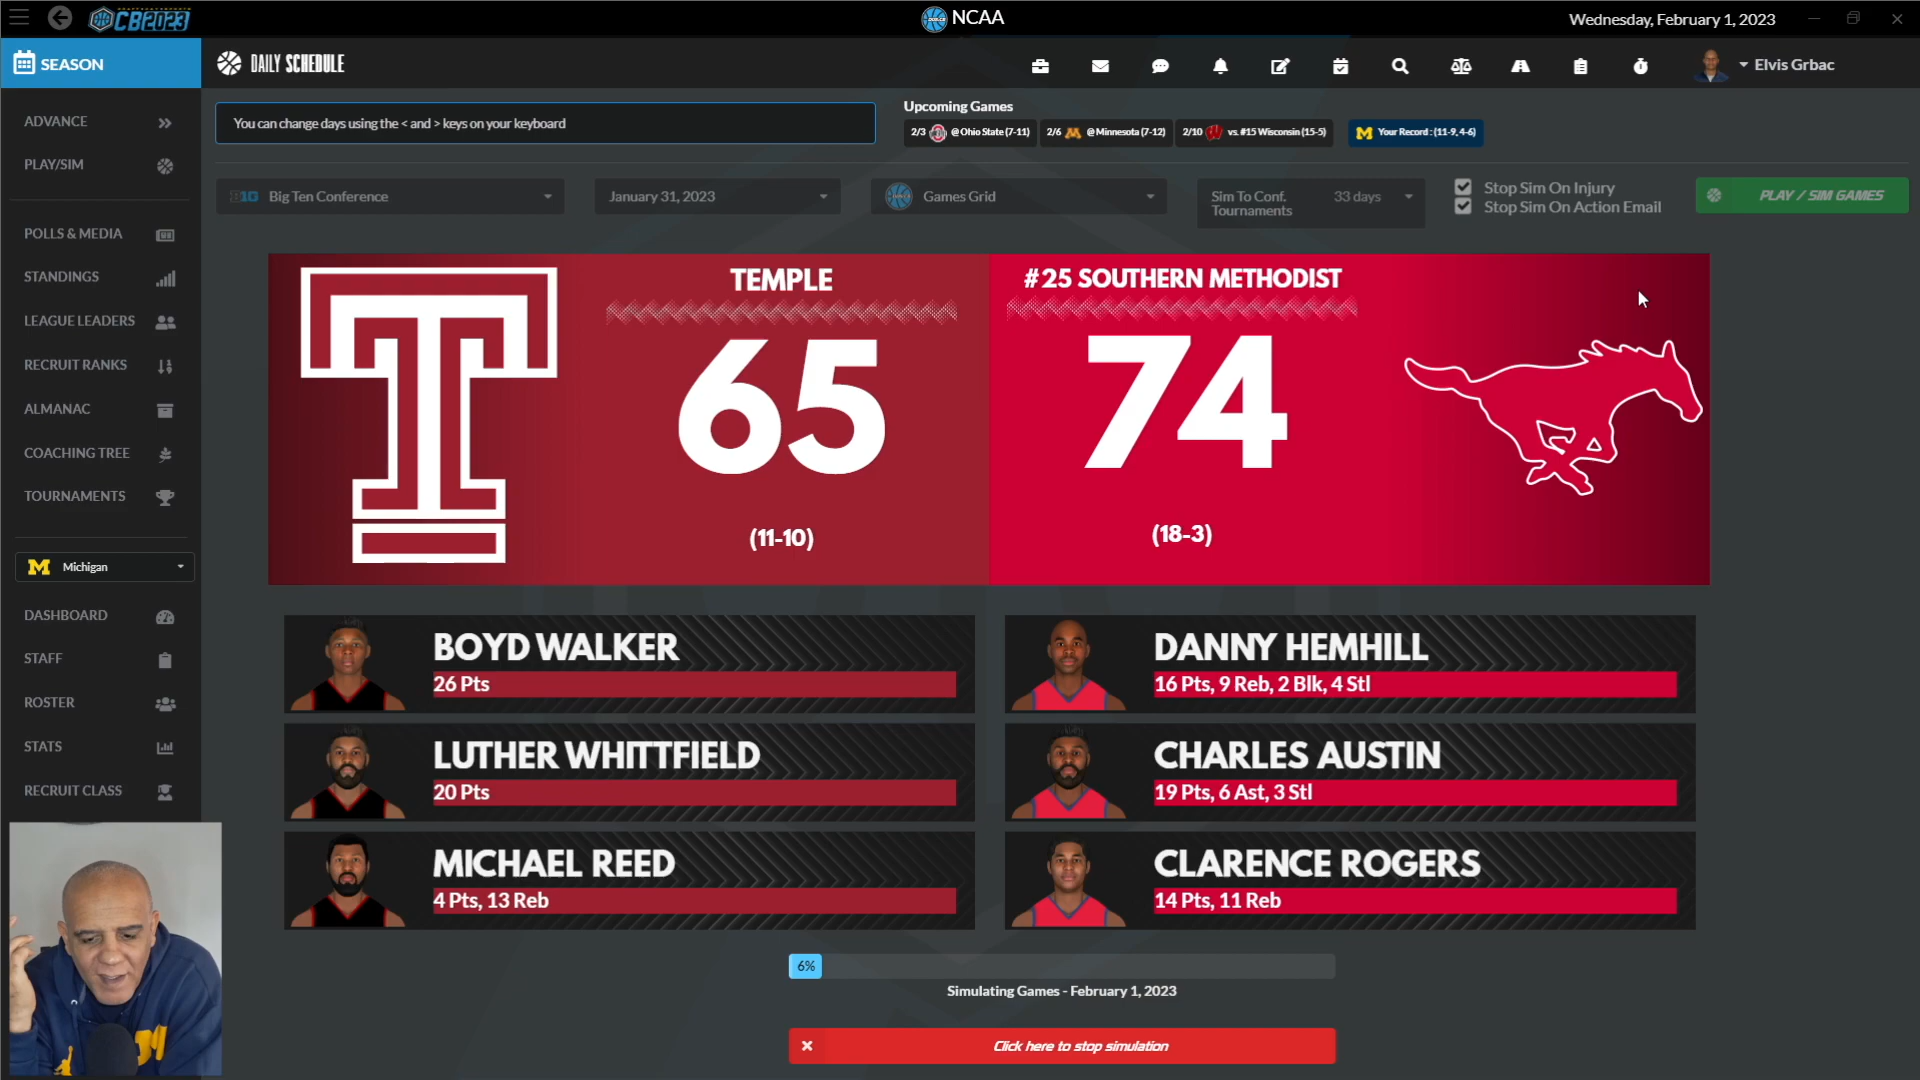 CB2023
NCAA
Wednesday, February 1, 2023
SEASON
DAILY SCHEDULE
Elvis Grbac
ADVANCE
PLAY/SIM
POLLS & MEDIA
STANDINGS
LEAGUE LEADERS
RECRUIT RANKS
ALMANAC
COACHING TREE
TOURNAMENTS
Michigan
DASHBOARD
STAFF
ROSTER
STATS
RECRUIT CLASS
You can change days using the < and > keys on your keyboard
Upcoming Games
2/3 @Ohio State (7-11)
2/6 @Minnesota (7-12)
2/10 vs. #15 Wisconsin (15-5)
Your Record : (11-9, 4-6)
B1G Big Ten Conference
January 31, 2023
Games Grid
Sim To Conf. Tournaments
33 days
Stop Sim On Injury
Stop Sim On Action Email
PLAY / SIM GAMES
TEMPLE
65
(11-10)
#25 SOUTHERN METHODIST
74
(18-3)
BOYD WALKER
26 Pts
LUTHER WHITTFIELD
20 Pts
MICHAEL REED
4 Pts, 13 Reb
DANNY HEMHILL
16 Pts, 9 Reb, 2 Blk, 4 Stl
CHARLES AUSTIN
19 Pts, 6 Ast, 3 Stl
CLARENCE ROGERS
14 Pts, 11 Reb
6%
Simulating Games - February 1, 2023
Click here to stop simulation